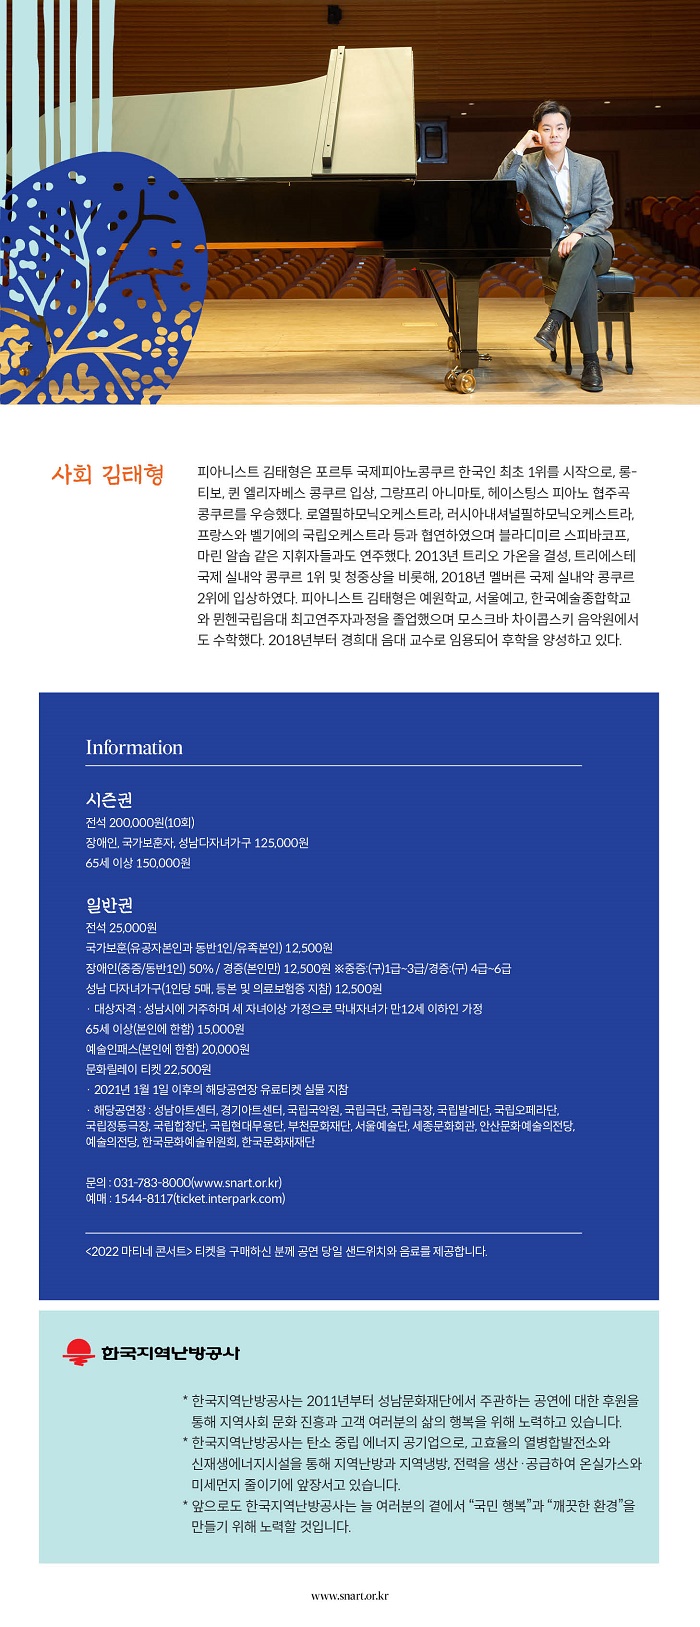 사회 김태형
피아니스트 김태형은 포르투 국제피아노콩쿠르 한국인 최초 1위를 시작으로, 롱-
티보, 퀸 엘리자베스 콩쿠르 입상, 그랑프리 아니마토, 헤이스팅스 피아노 협주곡
콩쿠르를 우승했다. 로열필하모닉오케스트라, 러시아내셔널필하모닉오케스트라,
프랑스와 벨기에의 국립오케스트라 등과 협연하였으며 블라디미르 스피바코프,
마린 알솝 같은 지휘자들과도 연주했다. 2013년 트리오 가온을 결성, 트리에스테
국제 실내악 콩쿠르 1위 및 청중상을 비롯해, 2018년 멜버른 국제 실내악 콩쿠르
2위에 입상하였다. 피아니스트 김태형은 예원학교, 서울예고, 한국예술종합학교
와 뮌헨국립음대 최고연주자과정을 졸업했으며 모스크바 차이콥스키 음악원에서
도 수학했다. 2018년부터 경희대 음대 교수로 임용되어 후학을 양성하고 있다.
Information
시즌권
전석 200,000원(10회)
장애인, 국가보훈자, 성남다자녀가구 125,000원
65세 이상 150,000원
일반권
전석 25,000원
국가보훈(유공자본인과 동반1인/유족본인) 12,500원
장애인(중증/동반1인) 50% / 경증(본인만) 12,500원 ※중증:(구)1급~3급/경증:(구) 4급~6급
성남 다자녀가구(1인당 5매, 등본 및 의료보험증 지참) 12,500원
· 대상자격 : 성남시에 거주하며 세 자녀이상 가정으로 막내자녀가 만12세 이하인 가정
65세 이상(본인에 한함) 15,000원
예술인패스(본인에 한함) 20,000원
문화릴레이 티켓 22,500원
· 2021년 1월 1일 이후의 해당공연장 유료티켓 실물 지참
· 해당공연장 : 성남아트센터, 경기아트센터, 국립국악원, 국립극단, 국립극장, 국립발레단, 국립오페라단,
국립정동극장, 국립합창단, 국립현대무용단, 부천문화재단, 서울예술단, 세종문화회관, 안산문화예술의전당,
예술의전당, 한국문화예술위원회, 한국문화재재단
문의 : 031-783-8000(www.snart.or.kr)
예매 : 1544-8117(ticket.interpark.com)
<2022 마티네 콘서트> 티켓을 구매하신 분께 공연 당일 샌드위치와 음료를 제공합니다.
한국지역난방공사
* 한국지역난방공사는 2011년부터 성남문화재단에서 주관하는 공연에 대한 후원을
통해 지역사회 문화 진흥과 고객 여러분의 삶의 행복을 위해 노력하고 있습니다.
* 한국지역난방공사는 탄소 중립 에너지 공기업으로, 고효율의 열병합발전소와
신재생에너지시설을 통해 지역난방과 지역냉방, 전력을 생산·공급하여 온실가스와
미세먼지 줄이기에 앞장서고 있습니다.
* 앞으로도 한국지역난방공사는 늘 여러분의 곁에서 “국민 행복”과 “깨끗한 환경”을
만들기 위해 노력할 것입니다.
www.snart.or.kr